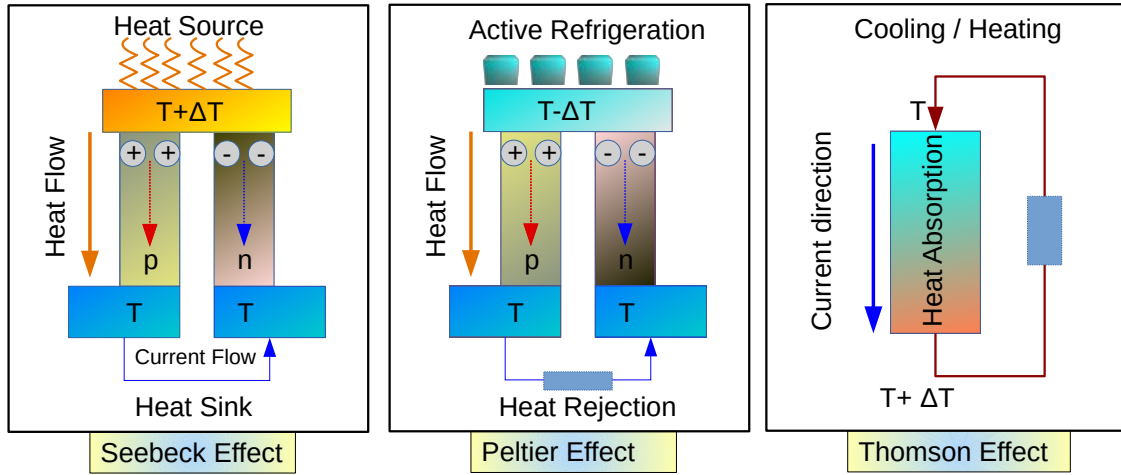 Heat Source
T+ΔT
+ + - -
Heat Flow
p n
T T
Current Flow
Heat Sink
Seebeck Effect
Active Refrigeration
T-ΔT
+ + - -
Heat Flow
p n
T T
Heat Rejection
Peltier Effect
Cooling / Heating
T
Current direction
Heat Absorption
T+ ΔT
Thomson Effect